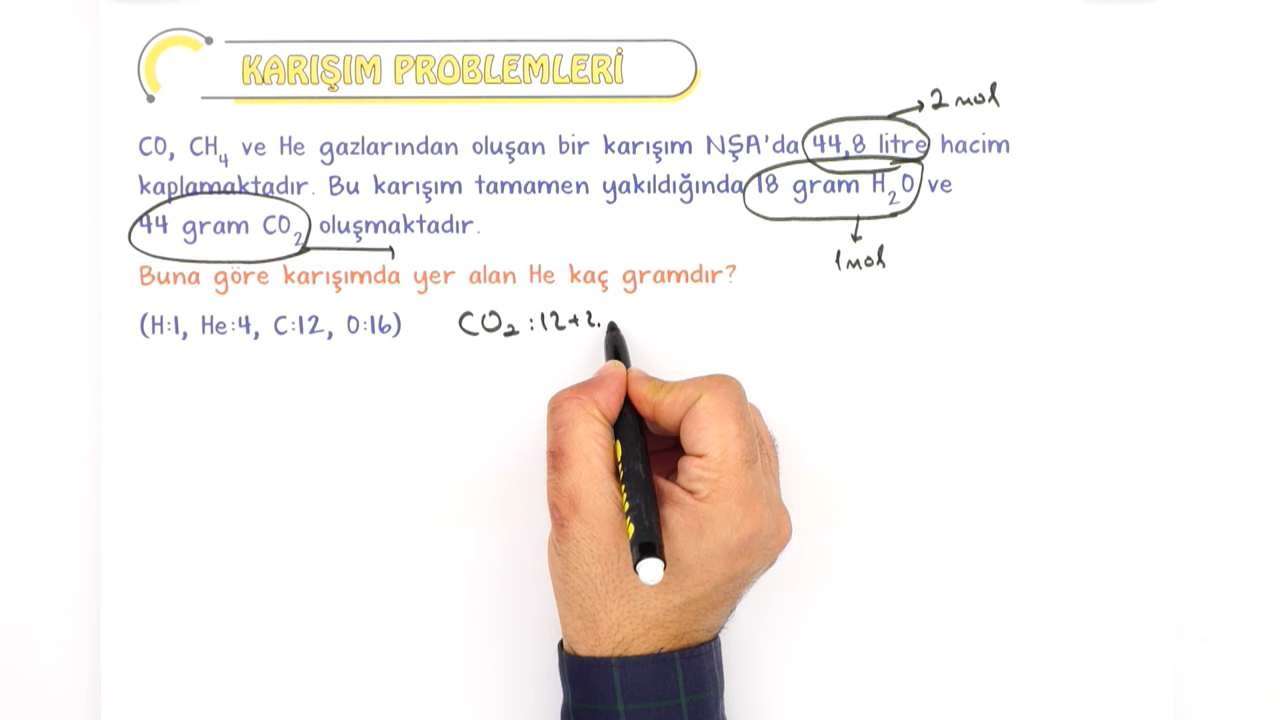 KARIŞIM PROBLEMLERİ
2 mol
CO, CH₄ ve He gazlarından oluşan bir karışım NŞA'da 44,8 litre hacim
kaplamaktadır. Bu karışım tamamen yakıldığında 18 gram H₂O ve
44 gram CO₂ oluşmaktadır.
1 mol
Buna göre karışımda yer alan He kaç gramdır?
(H:1, He:4, C:12, O:16)
CO₂ : 12+2.